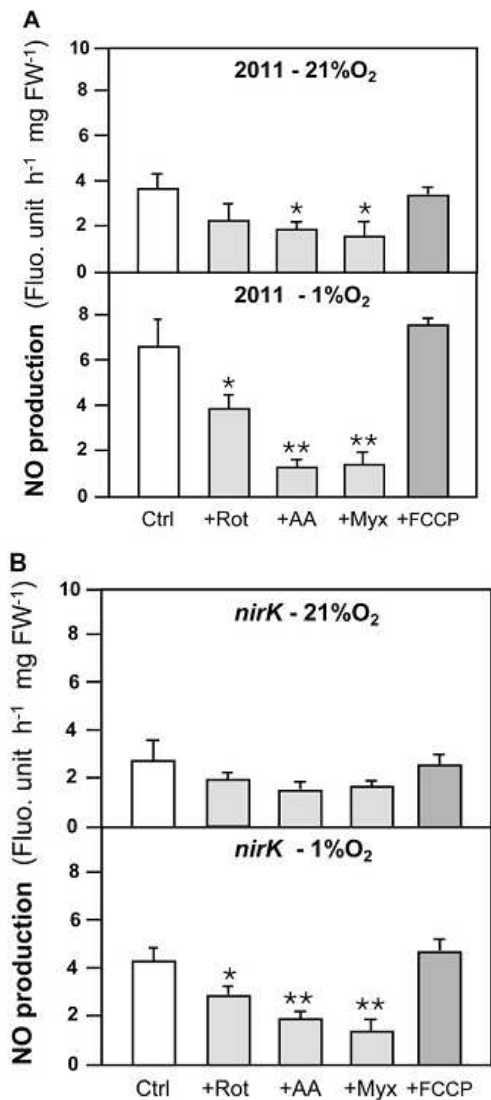 A
NO production (Fluo. unit h⁻¹ mg FW⁻¹)
2011 - 21%O₂
10
8
6
4
2
0
* *
2011 - 1%O₂
8
6
4
2
0
* ** **
Ctrl +Rot +AA +Myx +FCCP
B
NO production (Fluo. unit h⁻¹ mg FW⁻¹)
nirK - 21%O₂
10
8
6
4
2
0
nirK - 1%O₂
8
6
4
2
0
* ** **
Ctrl +Rot +AA +Myx +FCCP